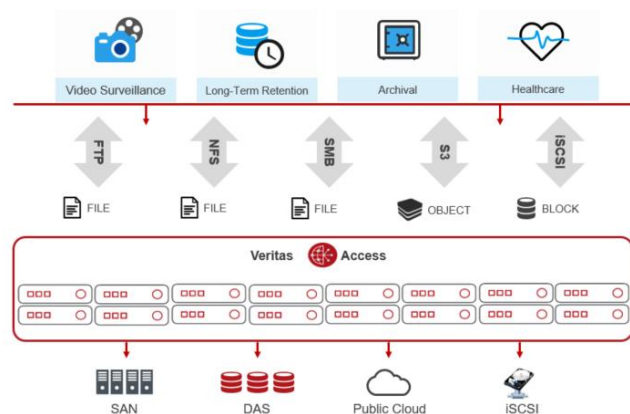 Video Surveillance
Long-Term Retention
Archival
Healthcare
FTP
NFS
SMB
S3
iSCSI
FILE
FILE
FILE
OBJECT
BLOCK
Veritas Access
SAN
DAS
Public Cloud
iSCSI